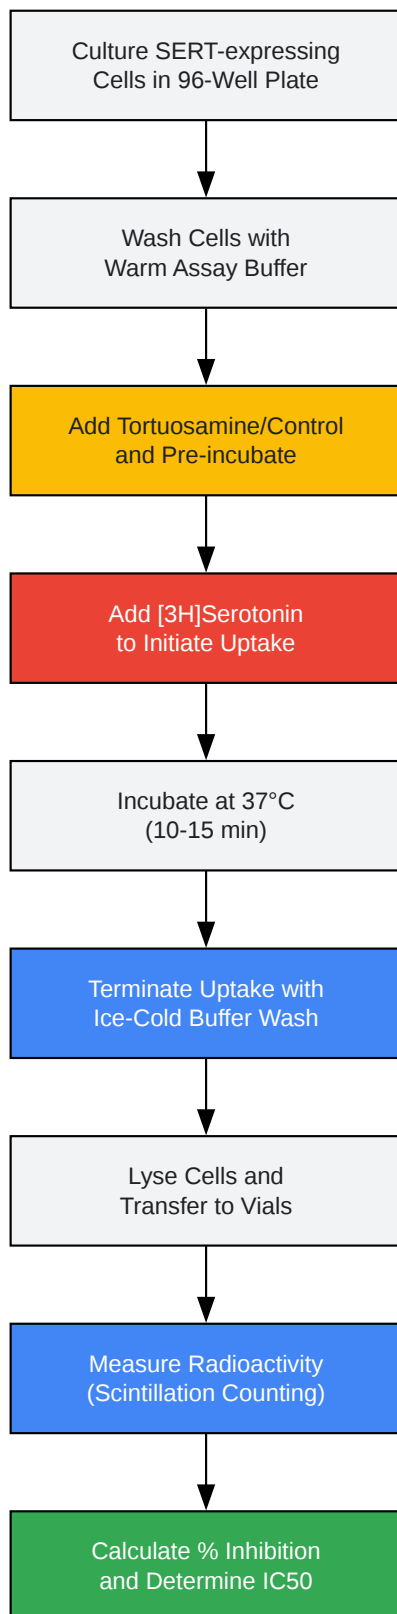 Culture SERT-expressing
Cells in 96-Well Plate
Wash Cells with
Warm Assay Buffer
Add Tortuosamine/Control
and Pre-incubate
Add [3H]Serotonin
to Initiate Uptake
Incubate at 37°C
(10-15 min)
Terminate Uptake with
Ice-Cold Buffer Wash
Lyse Cells and
Transfer to Vials
Measure Radioactivity
(Scintillation Counting)
Calculate % Inhibition
and Determine IC50